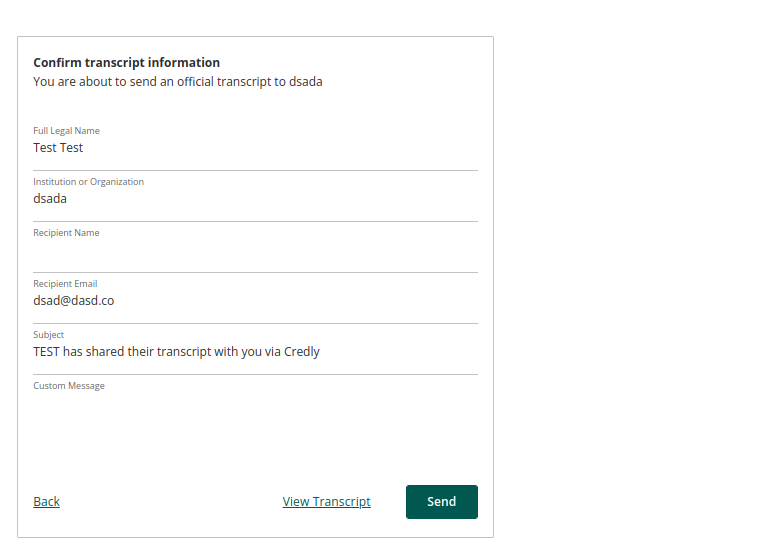 Confirm transcript information
You are about to send an official transcript to dsada
Full Legal Name
Test Test
Institution or Organization
dsada
Recipient Name
Recipient Email
dsad@dasd.co
Subject
TEST has shared their transcript with you via Credly
Custom Message
Back View Transcript Send